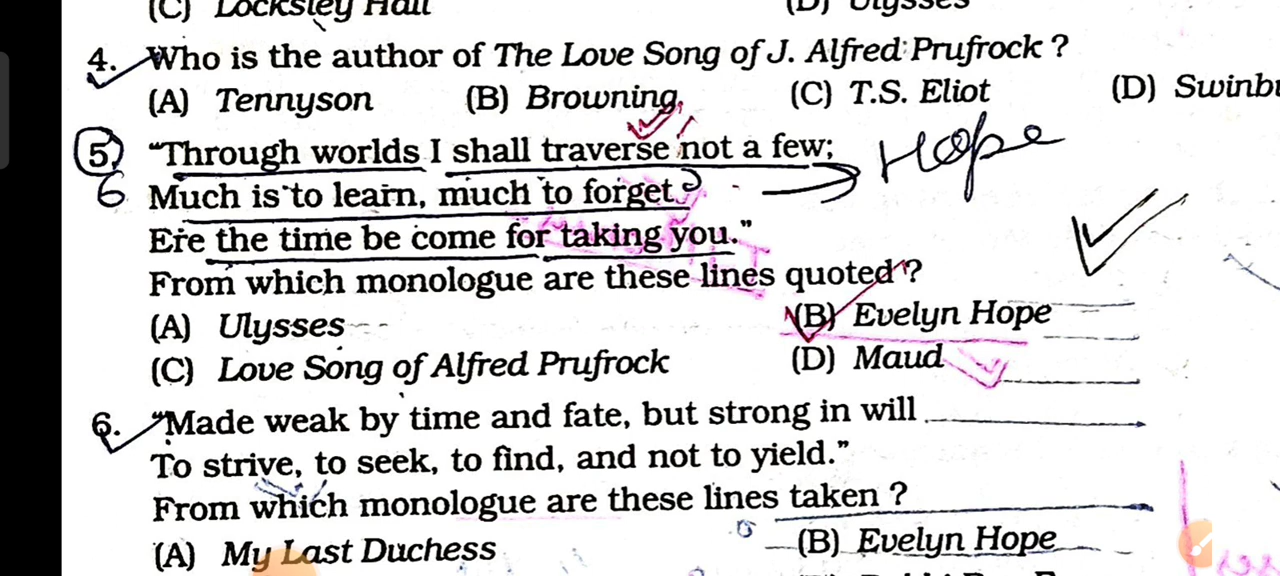 (C) Locksley Hall (D) Ulysses
4. Who is the author of The Love Song of J. Alfred Prufrock ?
(A) Tennyson (B) Browning (C) T.S. Eliot (D)
5. "Through worlds I shall traverse not a few; Hope
6 Much is to learn, much to forget
Ere the time be come for taking you."
From which monologue are these lines quoted ?
(A) Ulysses (B) Evelyn Hope
(C) Love Song of Alfred Prufrock (D) Maud
6. "Made weak by time and fate, but strong in will
To strive, to seek, to find, and not to yield."
From which monologue are these lines taken ?
(A) My Last Duchess (B) Evelyn Hope